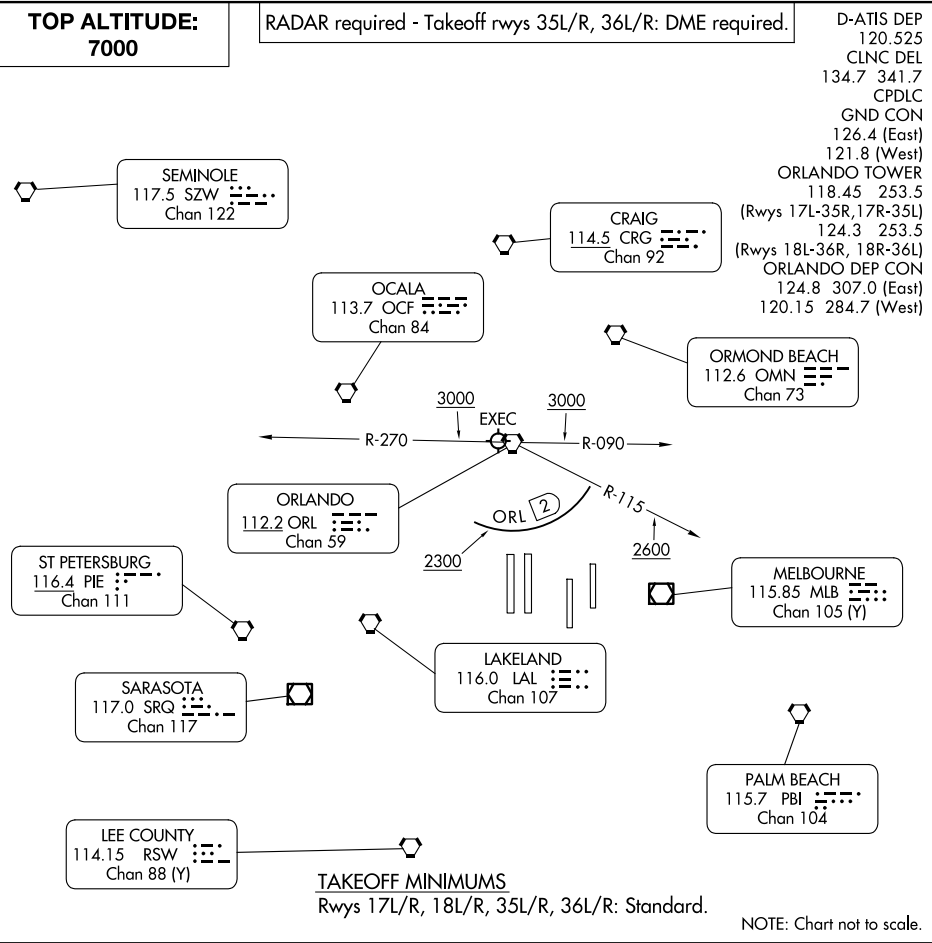 TOP ALTITUDE:
7000
RADAR required - Takeoff rwys 35L/R, 36L/R: DME required.
D-ATIS DEP
120.525
CLNC DEL
134.7 341.7
CPDLC
GND CON
126.4 (East)
121.8 (West)
ORLANDO TOWER
118.45 253.5
(Rwys 17L-35R,17R-35L)
124.3 253.5
(Rwys 18L-36R, 18R-36L)
ORLANDO DEP CON
124.8 307.0 (East)
120.15 284.7 (West)
SEMINOLE
117.5 SZW
Chan 122
CRAIG
114.5 CRG
Chan 92
OCALA
113.7 OCF
Chan 84
ORMOND BEACH
112.6 OMN
Chan 73
3000
3000
EXEC
R-270
R-090
R-115
ORLANDO
112.2 ORL
Chan 59
ORL 2
2300
2600
ST PETERSBURG
116.4 PIE
Chan 111
MELBOURNE
115.85 MLB
Chan 105 (Y)
LAKELAND
116.0 LAL
Chan 107
SARASOTA
117.0 SRQ
Chan 117
PALM BEACH
115.7 PBI
Chan 104
LEE COUNTY
114.15 RSW
Chan 88 (Y)
TAKEOFF MINIMUMS
Rwys 17L/R, 18L/R, 35L/R, 36L/R: Standard.
NOTE: Chart not to scale.